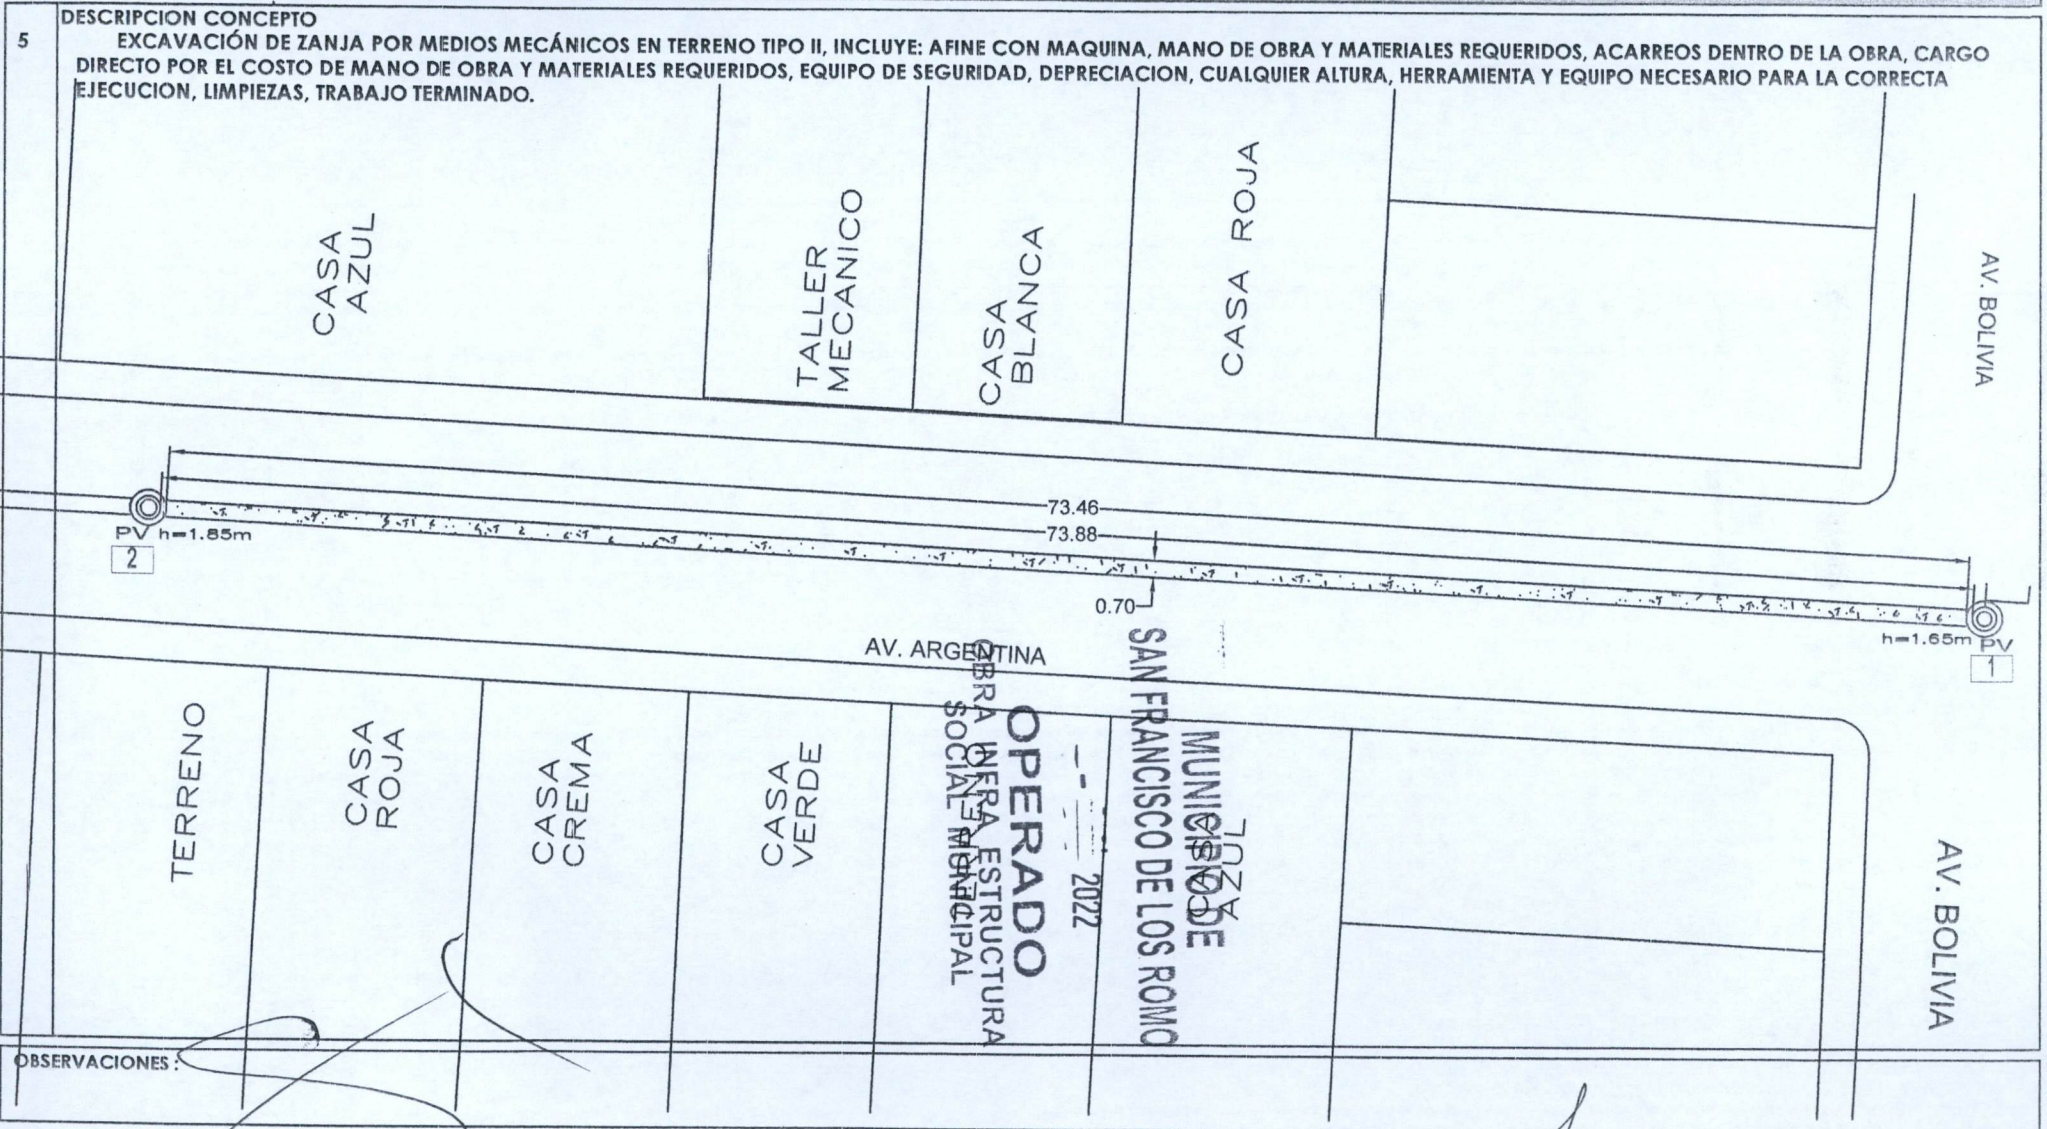 DESCRIPCION CONCEPTO
5
EXCAVACIÓN DE ZANJA POR MEDIOS MECÁNICOS EN TERRENO TIPO II, INCLUYE: AFINE CON MAQUINA, MANO DE OBRA Y MATERIALES REQUERIDOS, ACARREOS DENTRO DE LA OBRA, CARGO
DIRECTO POR EL COSTO DE MANO DE OBRA Y MATERIALES REQUERIDOS, EQUIPO DE SEGURIDAD, DEPRECIACION, CUALQUIER ALTURA, HERRAMIENTA Y EQUIPO NECESARIO PARA LA CORRECTA
EJECUCION, LIMPIEZAS, TRABAJO TERMINADO.
CASA
AZUL
TALLER
MECANICO
CASA
BLANCA
CASA ROJA
AV. BOLIVIA
73.46
73.88
0.70
PV h=1.85m
2
h=1.65m PV
1
AV. ARGENTINA
TERRENO
CASA
ROJA
CASA
CREMA
CASA
VERDE
CASA
AZUL
AV. BOLIVIA
MUNICIPIO DE
SAN FRANCISCO DE LOS ROMO
2022
OPERADO
OBRA INFRA ESTRUCTURA
SOCIAL MUNICIPAL
OBSERVACIONES: